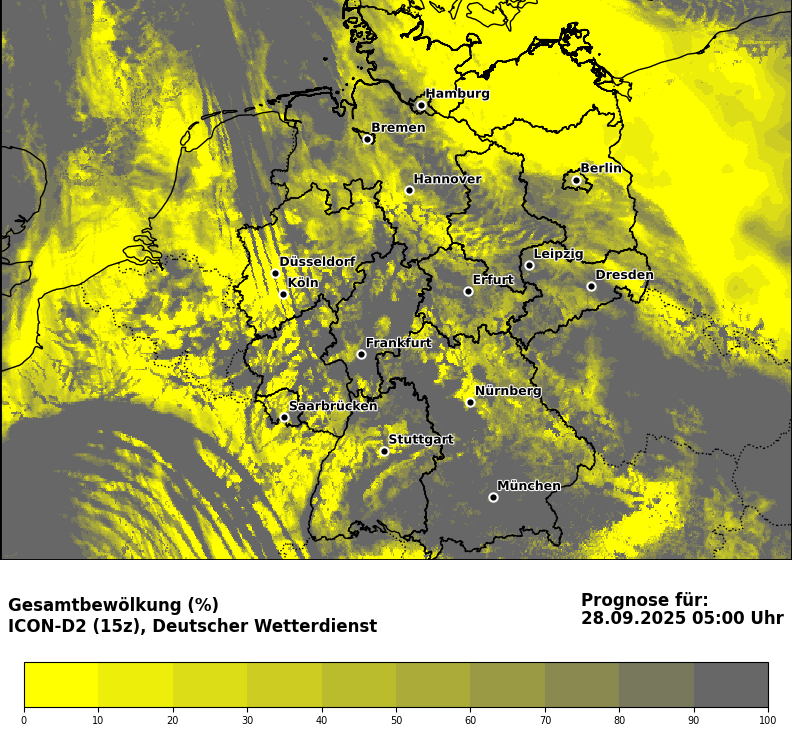 Hamburg
Bremen
Berlin
Hannover
Leipzig
Düsseldorf
Dresden
Erfurt
Köln
Frankfurt
Nürnberg
Saarbrücken
Stuttgart
München
Gesamtbewölkung (%)
ICON-D2 (15z), Deutscher Wetterdienst
Prognose für:
28.09.2025 05:00 Uhr
0 10 20 30 40 50 60 70 80 90 100